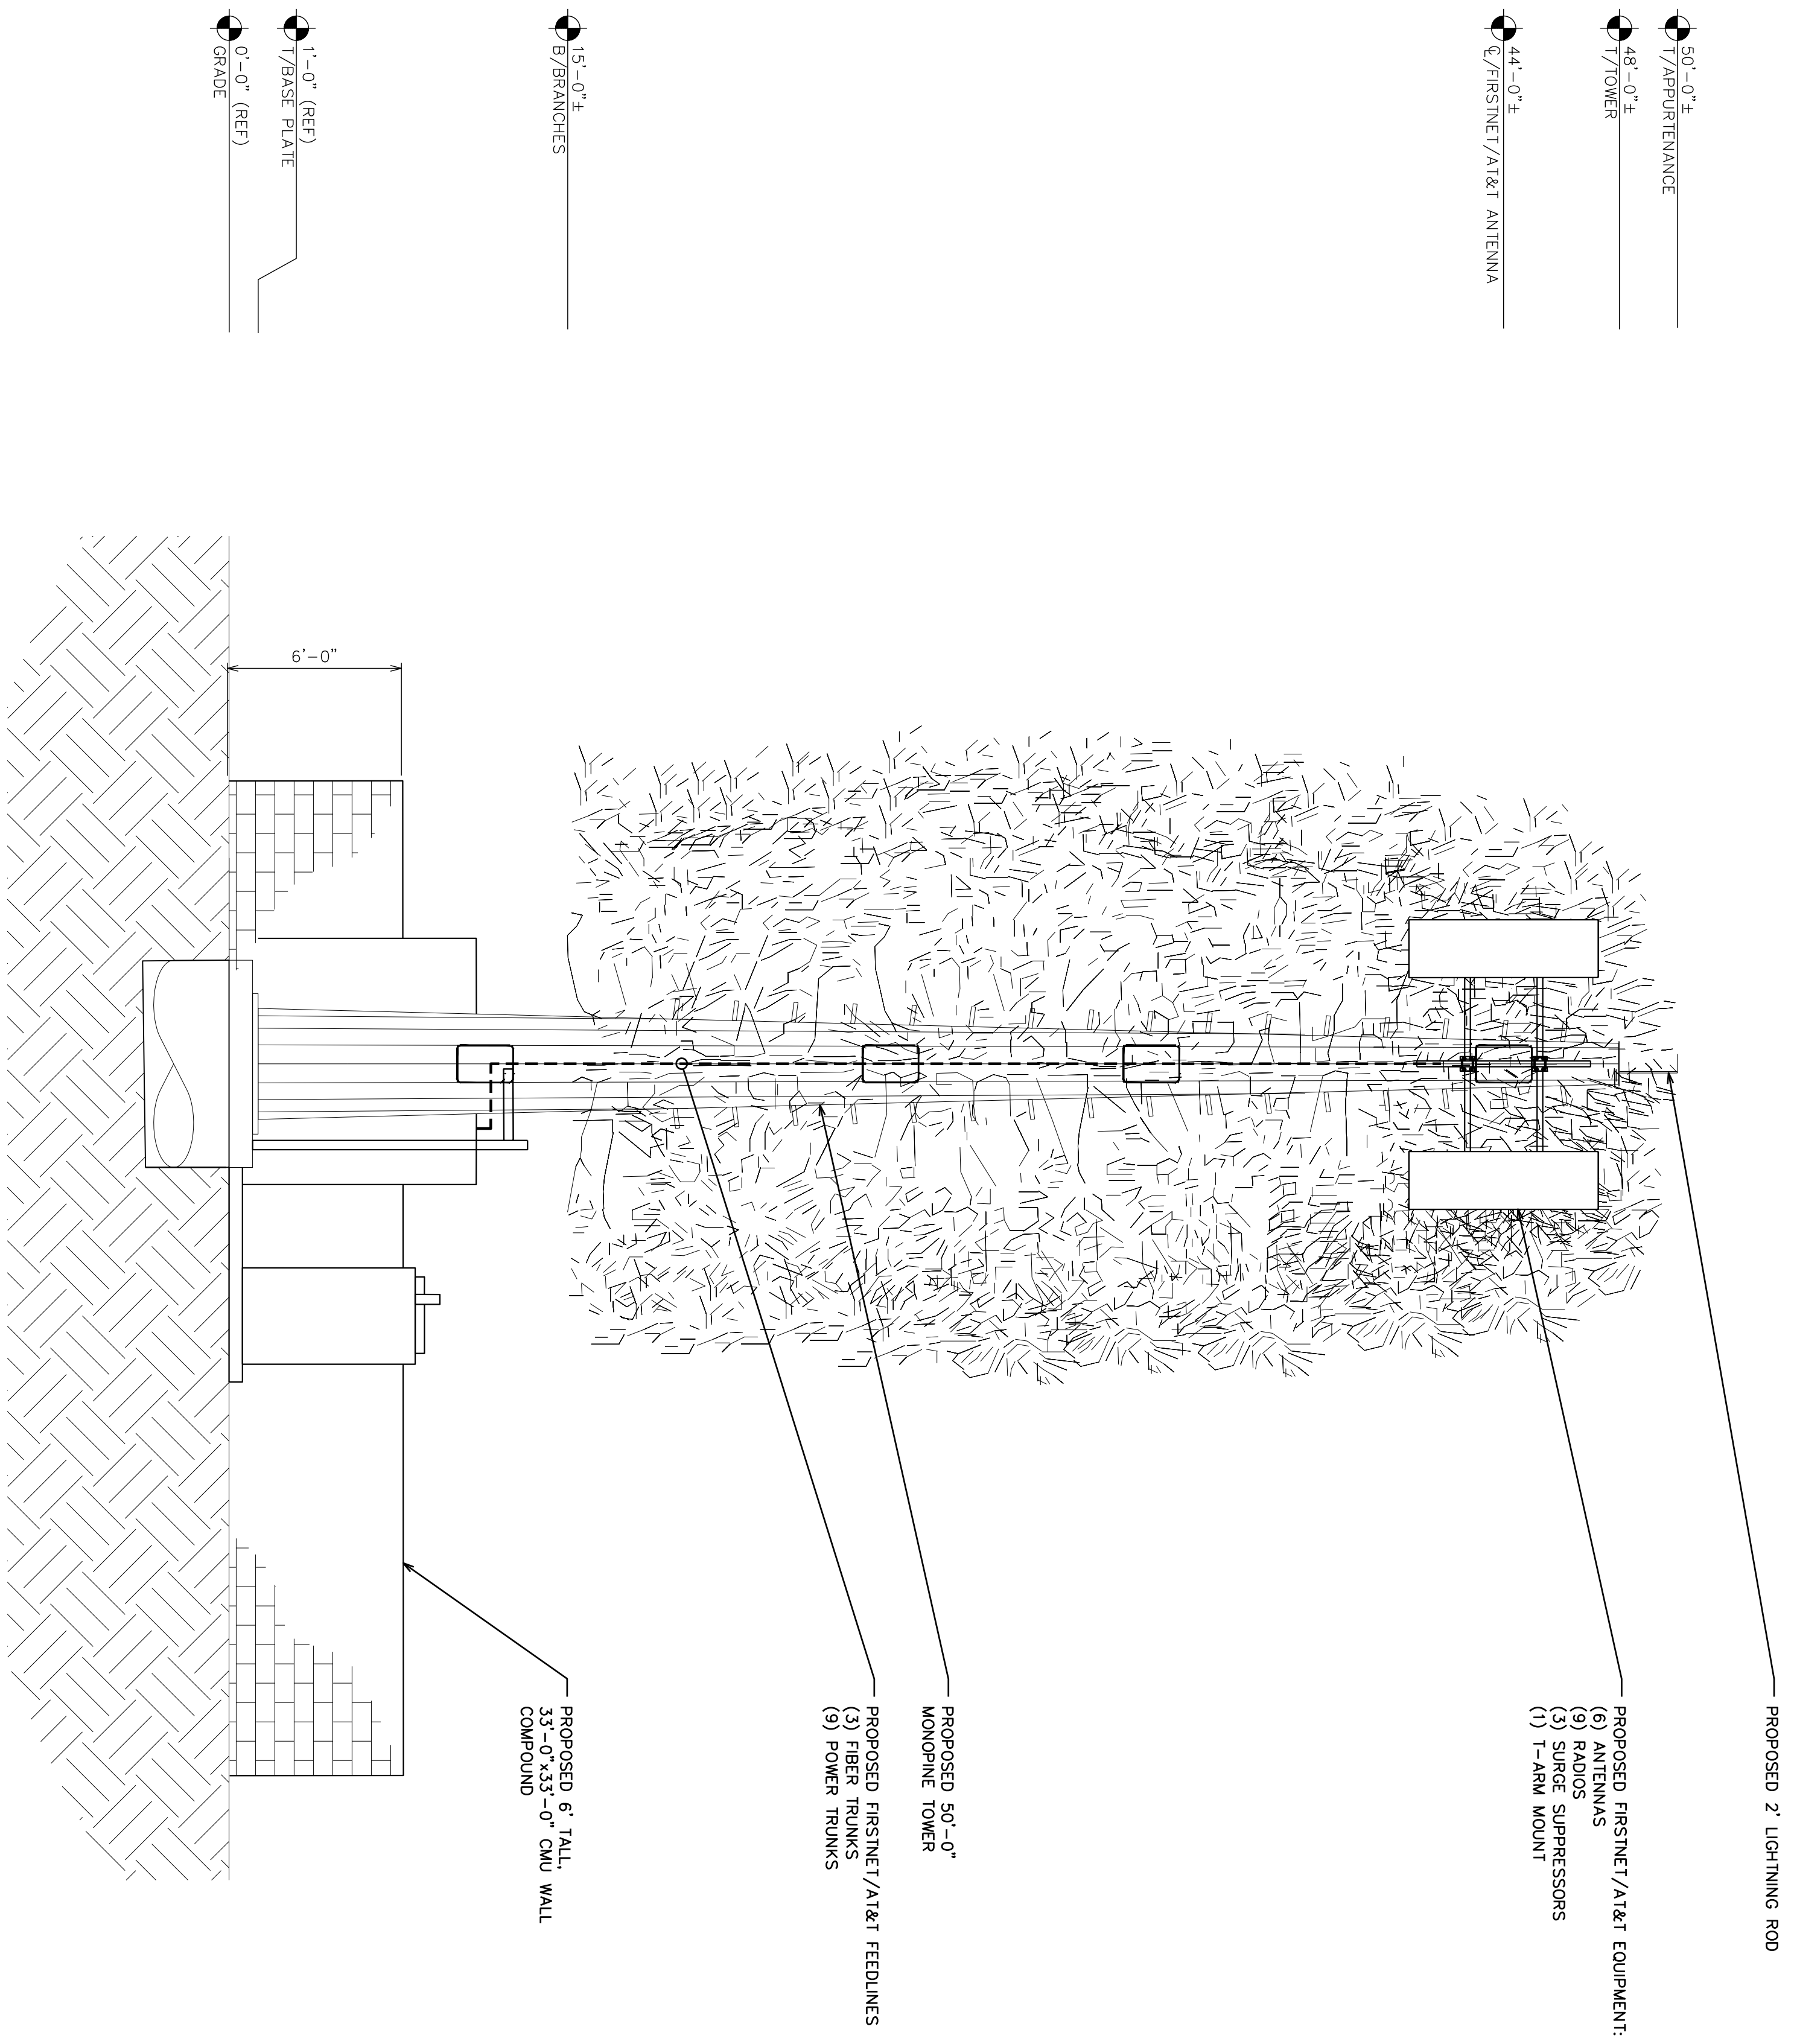 50'-0"±
T/APPURTENANCE
48'-0"±
T/TOWER
44'-0"±
℄/FIRSTNET/AT&T ANTENNA
15'-0"±
B/BRANCHES
1'-0" (REF)
T/BASE PLATE
0'-0" (REF)
GRADE
6'-0"
PROPOSED 2' LIGHTNING ROD
PROPOSED FIRSTNET/AT&T EQUIPMENT:
(6) ANTENNAS
(9) RADIOS
(3) SURGE SUPPRESSORS
(1) T-ARM MOUNT
PROPOSED 50'-0"
MONOPINE TOWER
PROPOSED FIRSTNET/AT&T FEEDLINES
(3) FIBER TRUNKS
(9) POWER TRUNKS
PROPOSED 6' TALL,
33'-0"x33'-0" CMU WALL
COMPOUND